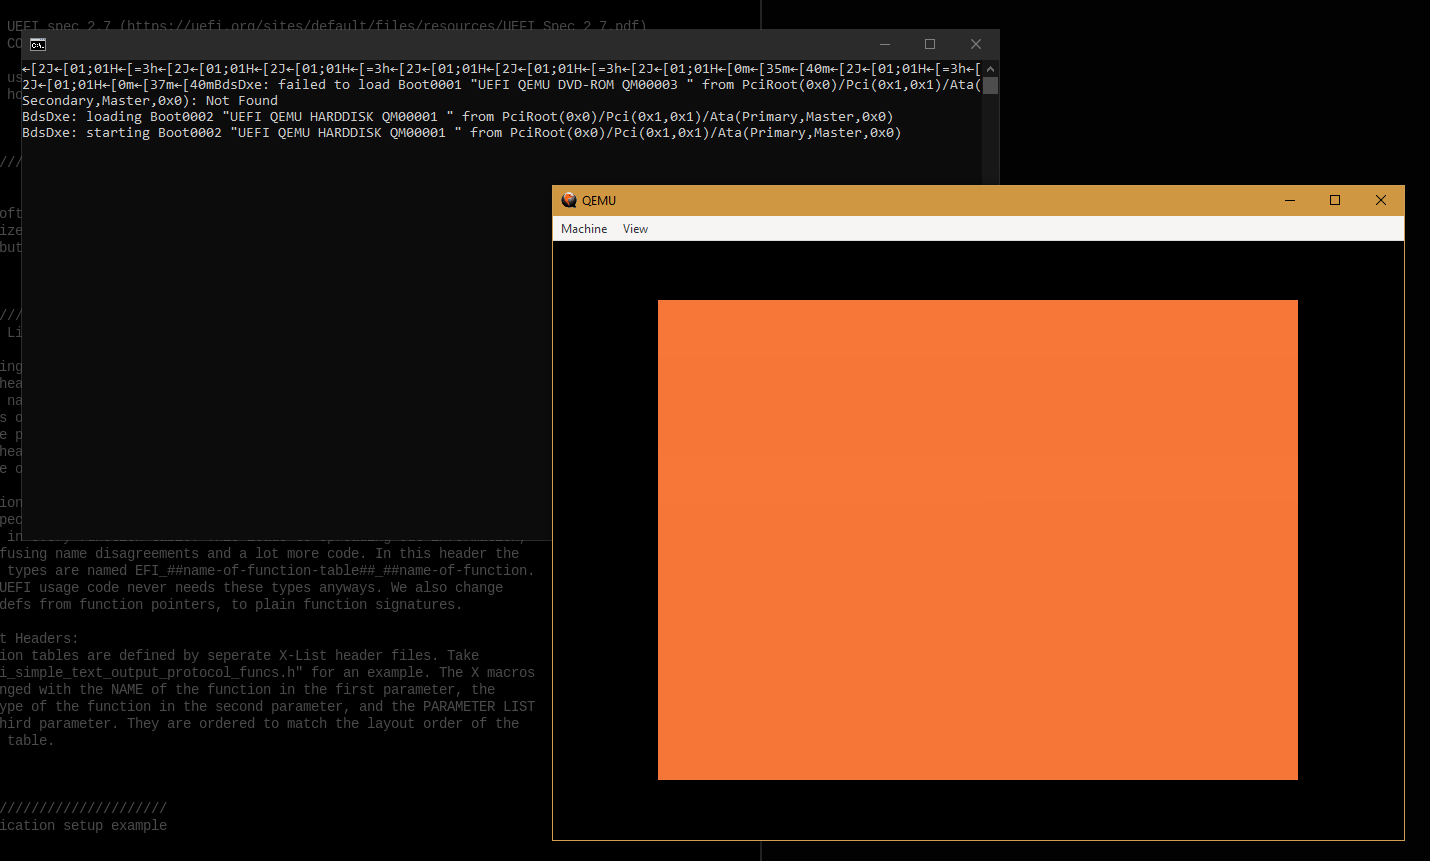 UEFI spec 2.7 (https://uefi.org/sites/default/files/resources/UEFI_Spec_2_7.pdf)
CO
us
ho
←[2J←[01;01H←[=3h←[2J←[01;01H←[2J←[01;01H←[=3h←[2J←[01;01H←[2J←[01;01H←[=3h←[2J←[01;01H←[0m←[35m←[40m←[2J←[01;01H←[=3h←[
2J←[01;01H←[0m←[37m←[40mBdsDxe: failed to load Boot0001 "UEFI QEMU DVD-ROM QM00003 " from PciRoot(0x0)/Pci(0x1,0x1)/Ata(
Secondary,Master,0x0): Not Found
BdsDxe: loading Boot0002 "UEFI QEMU HARDDISK QM00001 " from PciRoot(0x0)/Pci(0x1,0x1)/Ata(Primary,Master,0x0)
BdsDxe: starting Boot0002 "UEFI QEMU HARDDISK QM00001 " from PciRoot(0x0)/Pci(0x1,0x1)/Ata(Primary,Master,0x0)
QEMU
Machine View
///
oft
ize
but
///
Li
ing
hea
na
s o
e p
hea
e o
ion
pec
fusing name disagreements and a lot more code. In this header the
types are named EFI_##name-of-function-table##_##name-of-function.
UEFI usage code never needs these types anyways. We also change
defs from function pointers, to plain function signatures.
t Headers:
ion tables are defined by seperate X-List header files. Take
i_simple_text_output_protocol_funcs.h" for an example. The X macros
nged with the NAME of the function in the first parameter, the
ype of the function in the second parameter, and the PARAMETER LIST
hird parameter. They are ordered to match the layout order of the
table.
/////////////////////
ication setup example